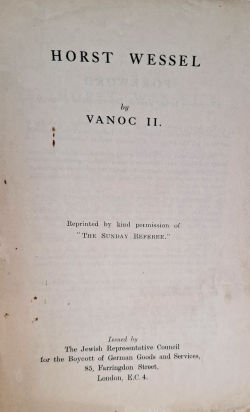 HORST WESSEL
by
VANOC II.
Reprinted by kind permission of
"THE SUNDAY REFEREE."
Issued by
The Jewish Representative Council
for the Boycott of German Goods and Services,
85, Farringdon Street,
London, E.C. 4.